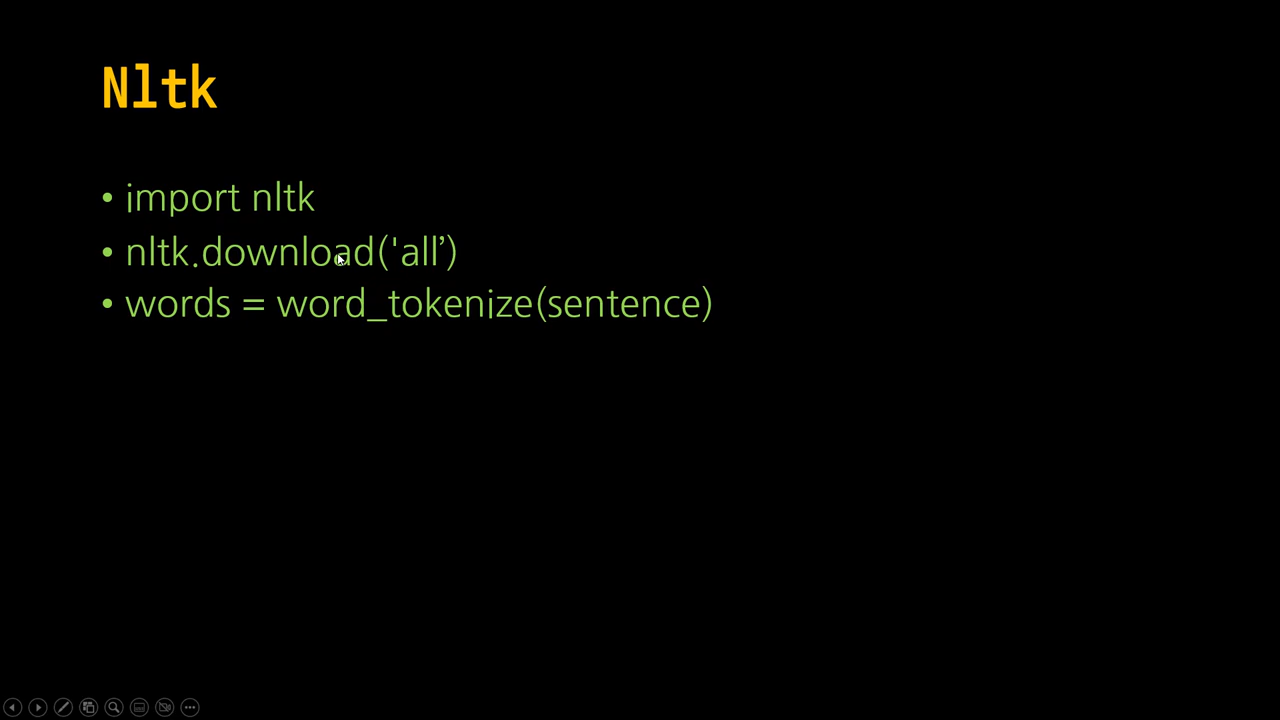 Nltk
• import nltk
• nltk.download('all’)
• words = word_tokenize(sentence)